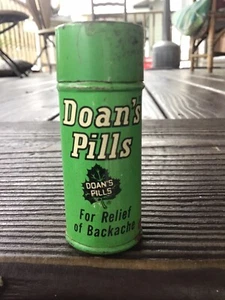 Doan's
Pills
DOAN'S
PILLS
For Relief
of Backache